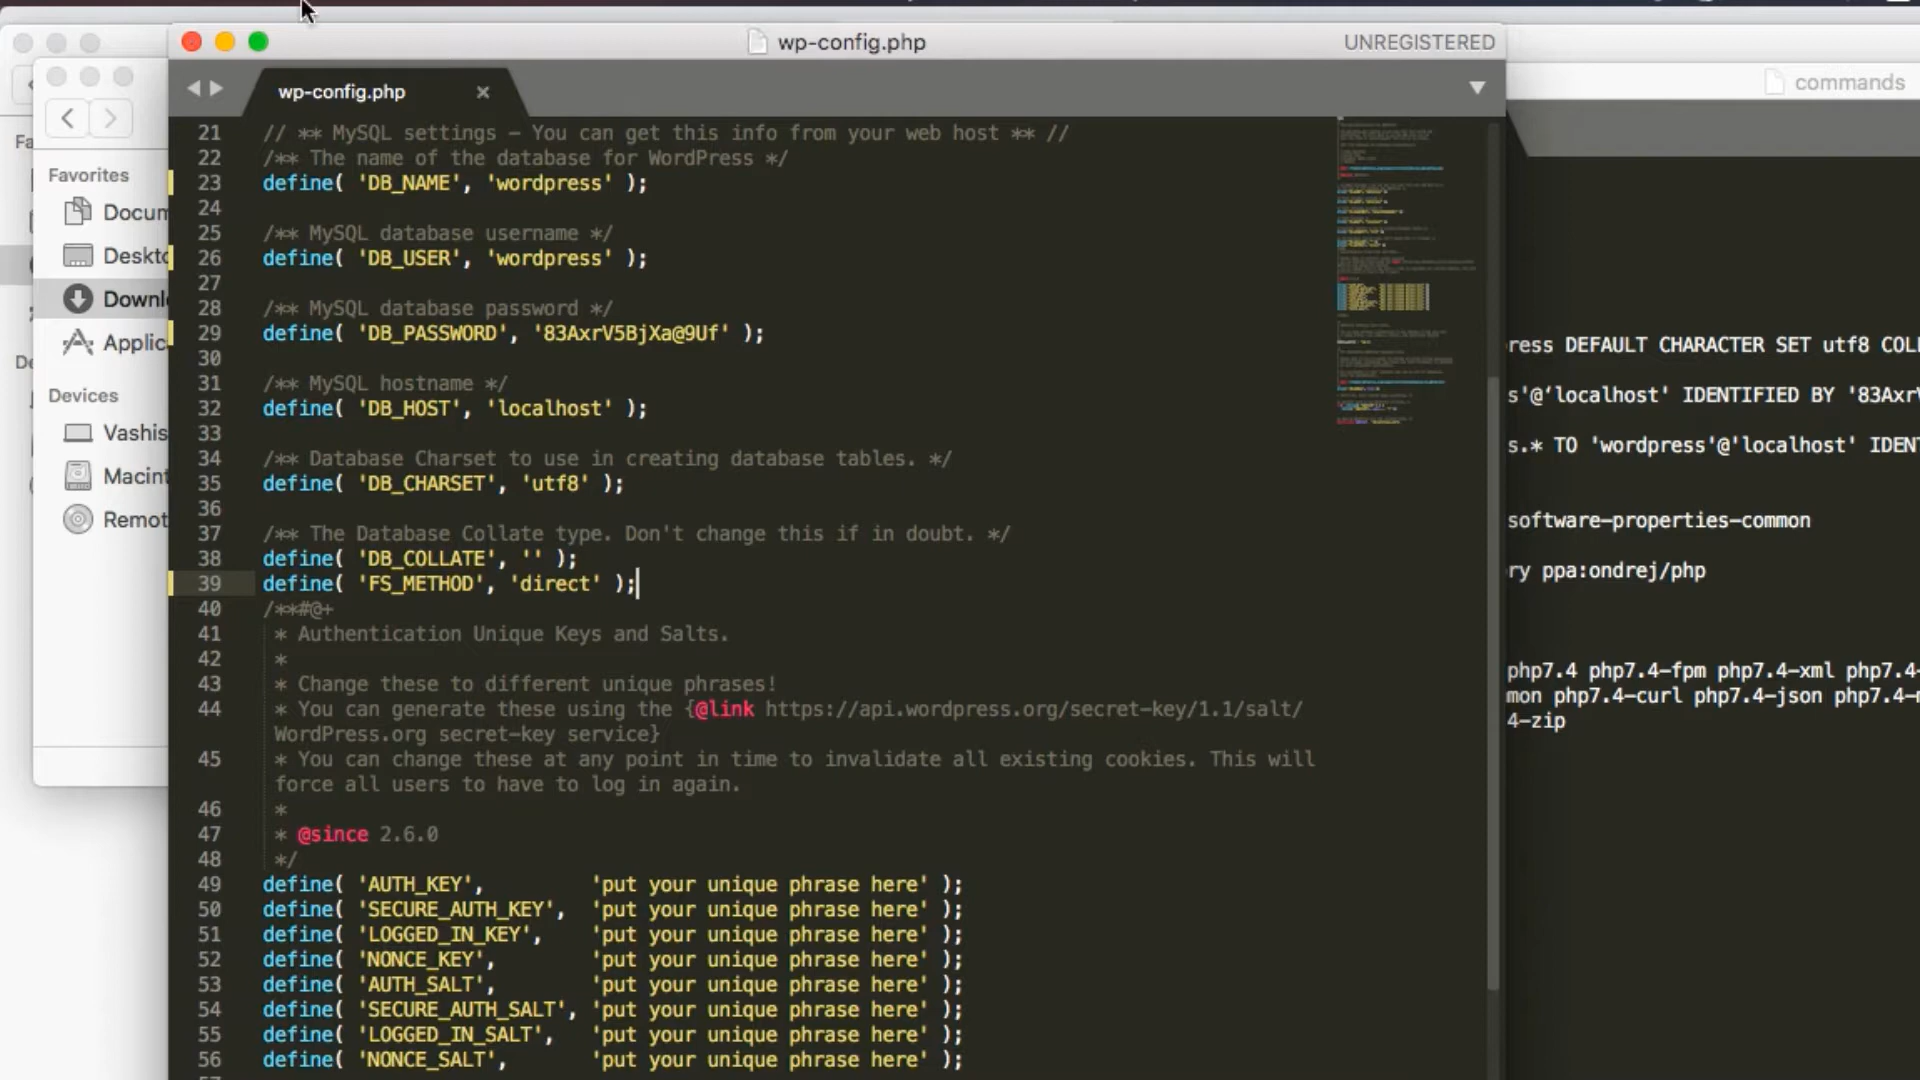 wp-config.php
UNREGISTERED
wp-config.php
commands
Favorites
Docum
Deskto
Downl
Applic
Devices
Vashis
Macint
Remot
Fa
De
21 // ** MySQL settings - You can get this info from your web host ** //
22 /** The name of the database for WordPress */
23 define( 'DB_NAME', 'wordpress' );
24
25 /** MySQL database username */
26 define( 'DB_USER', 'wordpress' );
27
28 /** MySQL database password */
29 define( 'DB_PASSWORD', '83AxrV5BjXa@9Uf' );
30
31 /** MySQL hostname */
32 define( 'DB_HOST', 'localhost' );
33
34 /** Database Charset to use in creating database tables. */
35 define( 'DB_CHARSET', 'utf8' );
36
37 /** The Database Collate type. Don't change this if in doubt. */
38 define( 'DB_COLLATE', '' );
39 define( 'FS_METHOD', 'direct' );
40 /**#@+
41 * Authentication Unique Keys and Salts.
42 *
43 * Change these to different unique phrases!
44 * You can generate these using the {@link https://api.wordpress.org/secret-key/1.1/salt/
WordPress.org secret-key service}
45 * You can change these at any point in time to invalidate all existing cookies. This will
force all users to have to log in again.
46 *
47 * @since 2.6.0
48 */
49 define( 'AUTH_KEY', 'put your unique phrase here' );
50 define( 'SECURE_AUTH_KEY', 'put your unique phrase here' );
51 define( 'LOGGED_IN_KEY', 'put your unique phrase here' );
52 define( 'NONCE_KEY', 'put your unique phrase here' );
53 define( 'AUTH_SALT', 'put your unique phrase here' );
54 define( 'SECURE_AUTH_SALT', 'put your unique phrase here' );
55 define( 'LOGGED_IN_SALT', 'put your unique phrase here' );
56 define( 'NONCE_SALT', 'put your unique phrase here' );
ress DEFAULT CHARACTER SET utf8 COLL
s'@‘localhost' IDENTIFIED BY '83Axr
s.* TO 'wordpress'@'localhost' IDEN
software-properties-common
ry ppa:ondrej/php
php7.4 php7.4-fpm php7.4-xml php7.4-
mon php7.4-curl php7.4-json php7.4-
4-zip